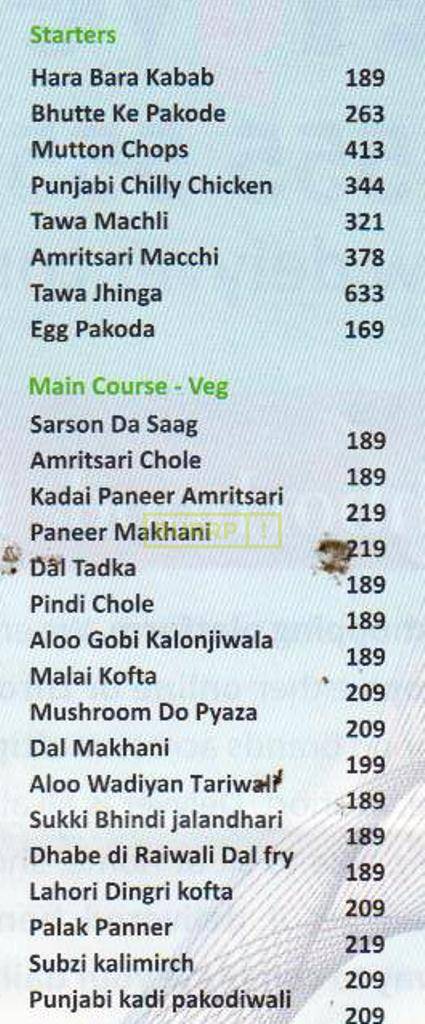 Starters
Hara Bara Kabab 189
Bhutte Ke Pakode 263
Mutton Chops 413
Punjabi Chilly Chicken 344
Tawa Machli 321
Amritsari Macchi 378
Tawa Jhinga 633
Egg Pakoda 169
Main Course - Veg
Sarson Da Saag 189
Amritsari Chole 189
Kadai Paneer Amritsari 219
Paneer Makhani 219
Dal Tadka 189
Pindi Chole 189
Aloo Gobi Kalonjiwala 189
Malai Kofta 209
Mushroom Do Pyaza 209
Dal Makhani 199
Aloo Wadiyan Tariwali 189
Sukki Bhindi jalandhari 189
Dhabe di Raiwali Dal fry 189
Lahori Dingri kofta 209
Palak Panner 219
Subzi kalimirch 209
Punjabi kadi pakodiwali 209